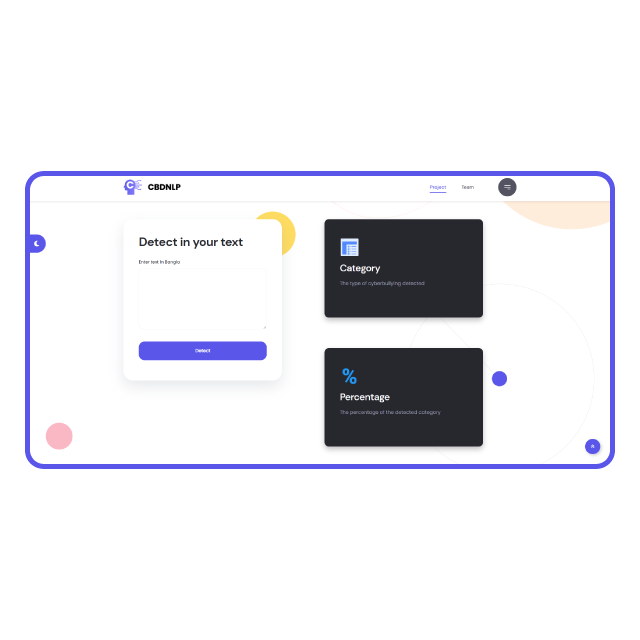 CBDNLP
Project
Team
Detect in your text
Enter text in Bangla
Detect
Category
The type of cyberbullying detected
%
Percentage
The percentage of the detected category